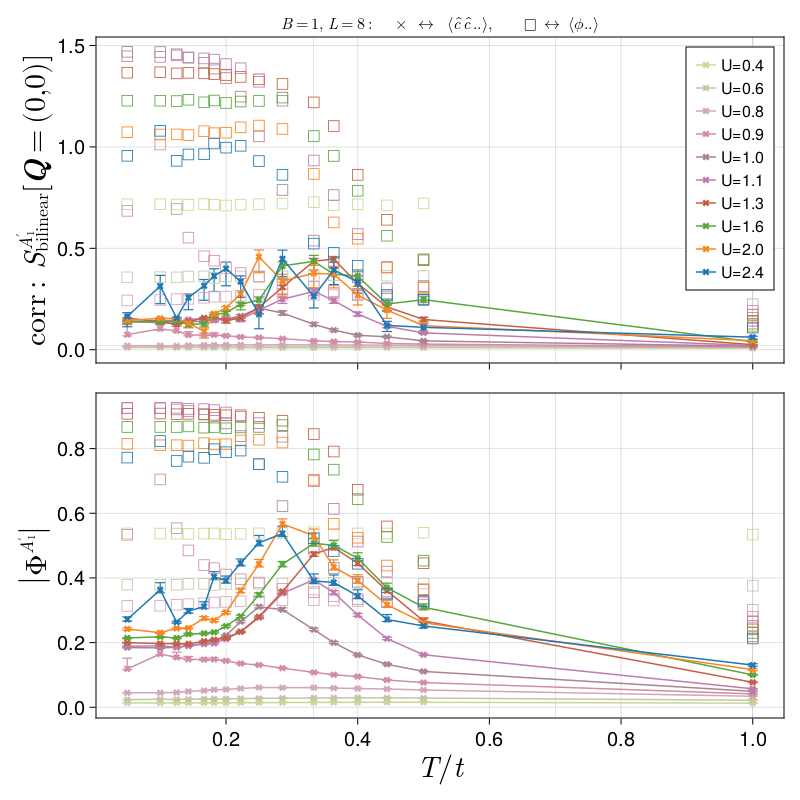 B = 1, L = 8 : × ↔ ⟨ĉ ĉ ..⟩, □ ↔ ⟨ϕ..⟩
corr: S^{A′₁}_{bilinear}[Q = (0,0)]
1.5
1.0
0.5
0.0
U=0.4
U=0.6
U=0.8
U=0.9
U=1.0
U=1.1
U=1.3
U=1.6
U=2.0
U=2.4
|Φ^{A′₁}|
0.8
0.6
0.4
0.2
0.0
0.2 0.4 0.6 0.8 1.0
T/t